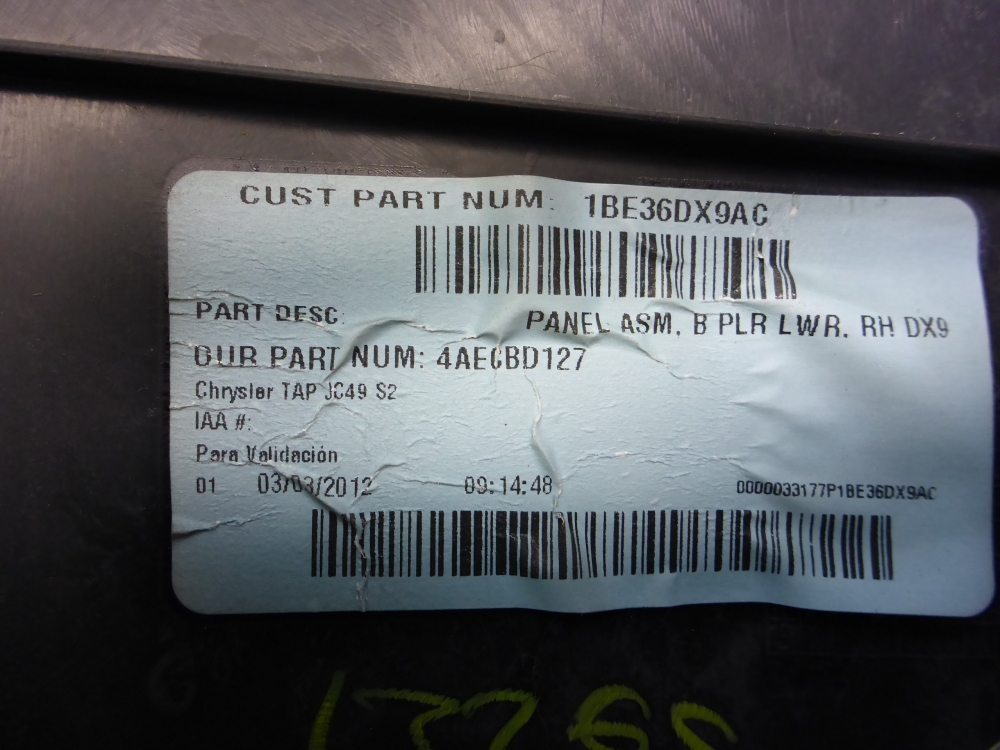 CUST PART NUM: 1BE36DX9AC
PART DESC: PANEL ASM, B PLR LWR, RH DX9
OUR PART NUM: 4AECBD127
Chrysler TAP JC49 S2
IAA #:
Para Validación
01 03/03/2012 09:14:48 0000033177P1BE36DX9AC